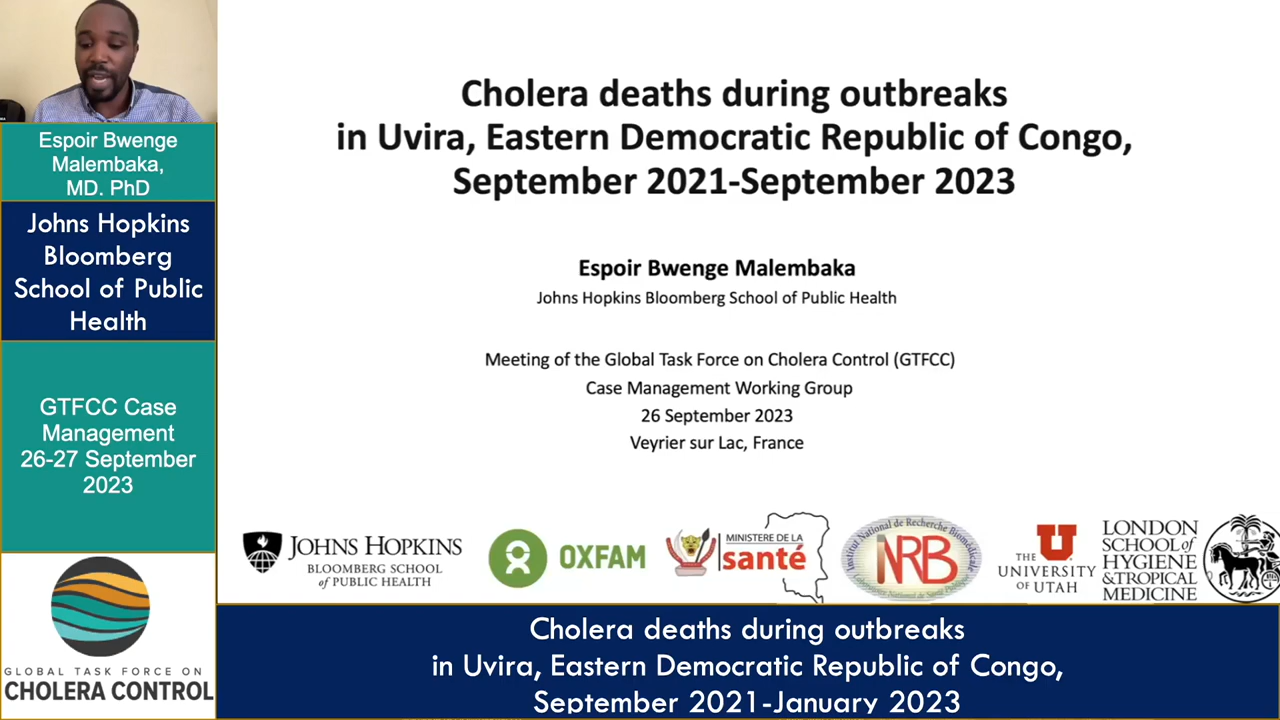 Espoir Bwenge
Malembaka,
MD. PhD
Johns Hopkins
Bloomberg
School of Public
Health
GTFCC Case
Management
26-27 September
2023
GLOBAL TASK FORCE ON
CHOLERA CONTROL
Cholera deaths during outbreaks
in Uvira, Eastern Democratic Republic of Congo,
September 2021-September 2023
Espoir Bwenge Malembaka
Johns Hopkins Bloomberg School of Public Health
Meeting of the Global Task Force on Cholera Control (GTFCC)
Case Management Working Group
26 September 2023
Veyrier sur Lac, France
JOHNS HOPKINS
BLOOMBERG SCHOOL
of PUBLIC HEALTH
OXFAM
MINISTERE DE LA
santé
Institut National de Recherche Biomédicale
INRB
THE
UNIVERSITY
OF UTAH
LONDON
SCHOOL of
HYGIENE
&TROPICAL
MEDICINE
Cholera deaths during outbreaks
in Uvira, Eastern Democratic Republic of Congo,
September 2021-January 2023